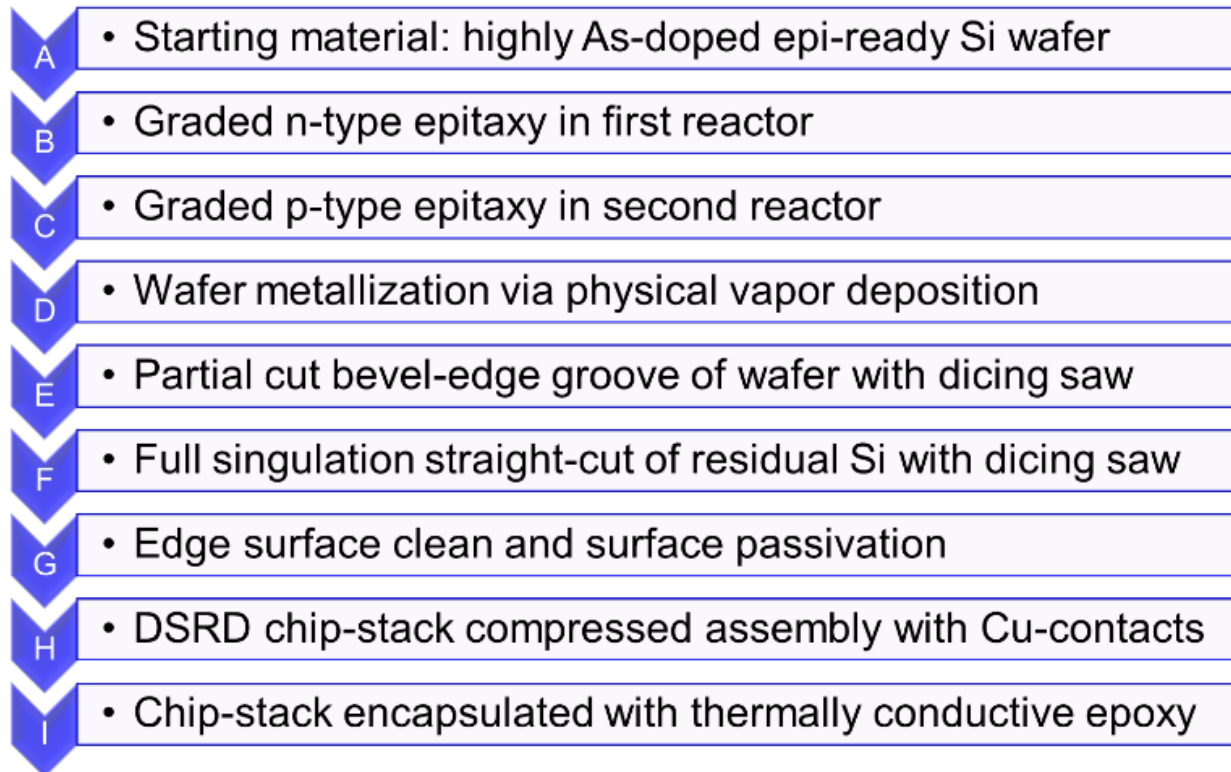 A • Starting material: highly As-doped epi-ready Si wafer
B • Graded n-type epitaxy in first reactor
C • Graded p-type epitaxy in second reactor
D • Wafer metallization via physical vapor deposition
E • Partial cut bevel-edge groove of wafer with dicing saw
F • Full singulation straight-cut of residual Si with dicing saw
G • Edge surface clean and surface passivation
H • DSRD chip-stack compressed assembly with Cu-contacts
I • Chip-stack encapsulated with thermally conductive epoxy